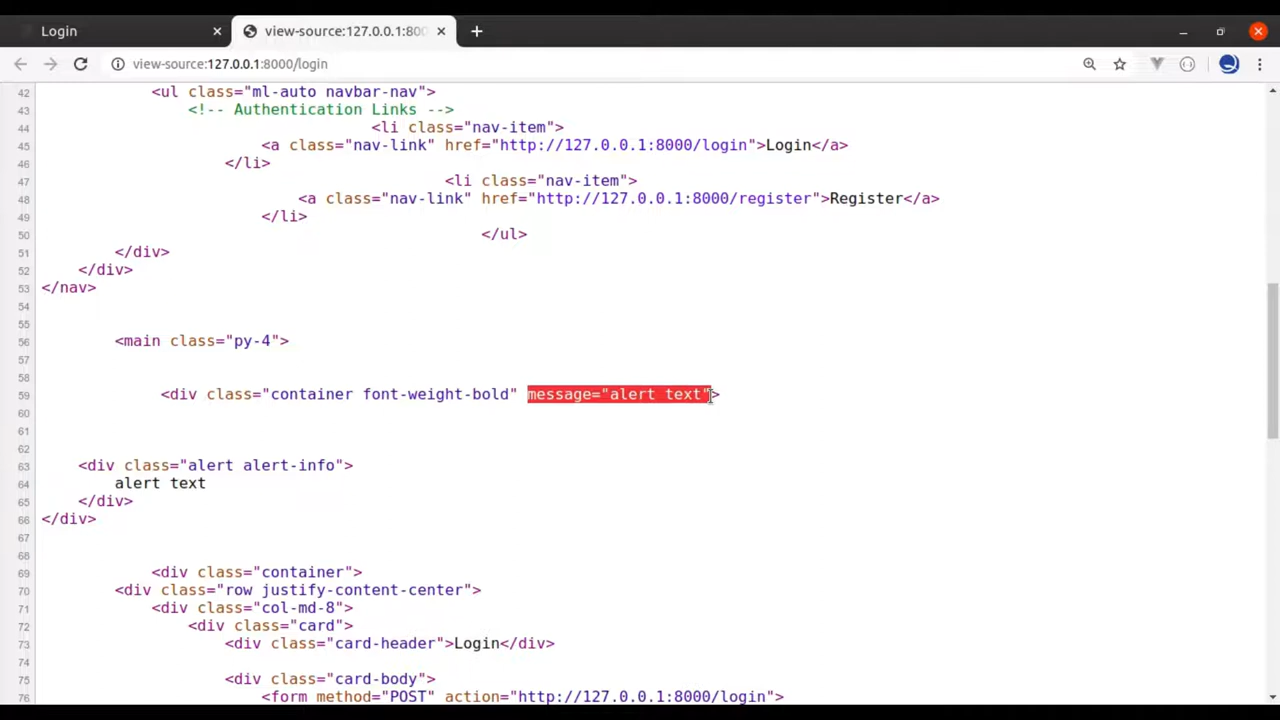 Login
view-source:127.0.0.1:800
view-source:127.0.0.1:8000/login
42 <ul class="ml-auto navbar-nav">
43 <!-- Authentication Links -->
44 <li class="nav-item">
45 <a class="nav-link" href="http://127.0.0.1:8000/login">Login</a>
46 </li>
47 <li class="nav-item">
48 <a class="nav-link" href="http://127.0.0.1:8000/register">Register</a>
49 </li>
50 </ul>
51 </div>
52 </div>
53 </nav>
54
55
56 <main class="py-4">
57
58
59 <div class="container font-weight-bold" message="alert text">
60
61
62
63 <div class="alert alert-info">
64 alert text
65 </div>
66 </div>
67
68
69 <div class="container">
70 <div class="row justify-content-center">
71 <div class="col-md-8">
72 <div class="card">
73 <div class="card-header">Login</div>
74
75 <div class="card-body">
76 <form method="POST" action="http://127.0.0.1:8000/login">